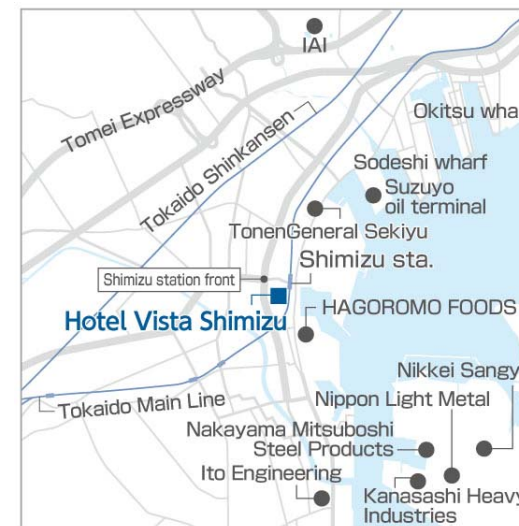 IAI
Tomei Expressway
Tokaido Shinkansen
Okitsu wha
Sodeshi wharf
Suzuyo
oil terminal
TonenGeneral Sekiyu
Shimizu sta.
Shimizu station front
Hotel Vista Shimizu
HAGOROMO FOODS
Nikkei Sangy
Tokaido Main Line
Nippon Light Metal
Nakayama Mitsuboshi
Steel Products
Ito Engineering
Kanasashi Heavy
Industries